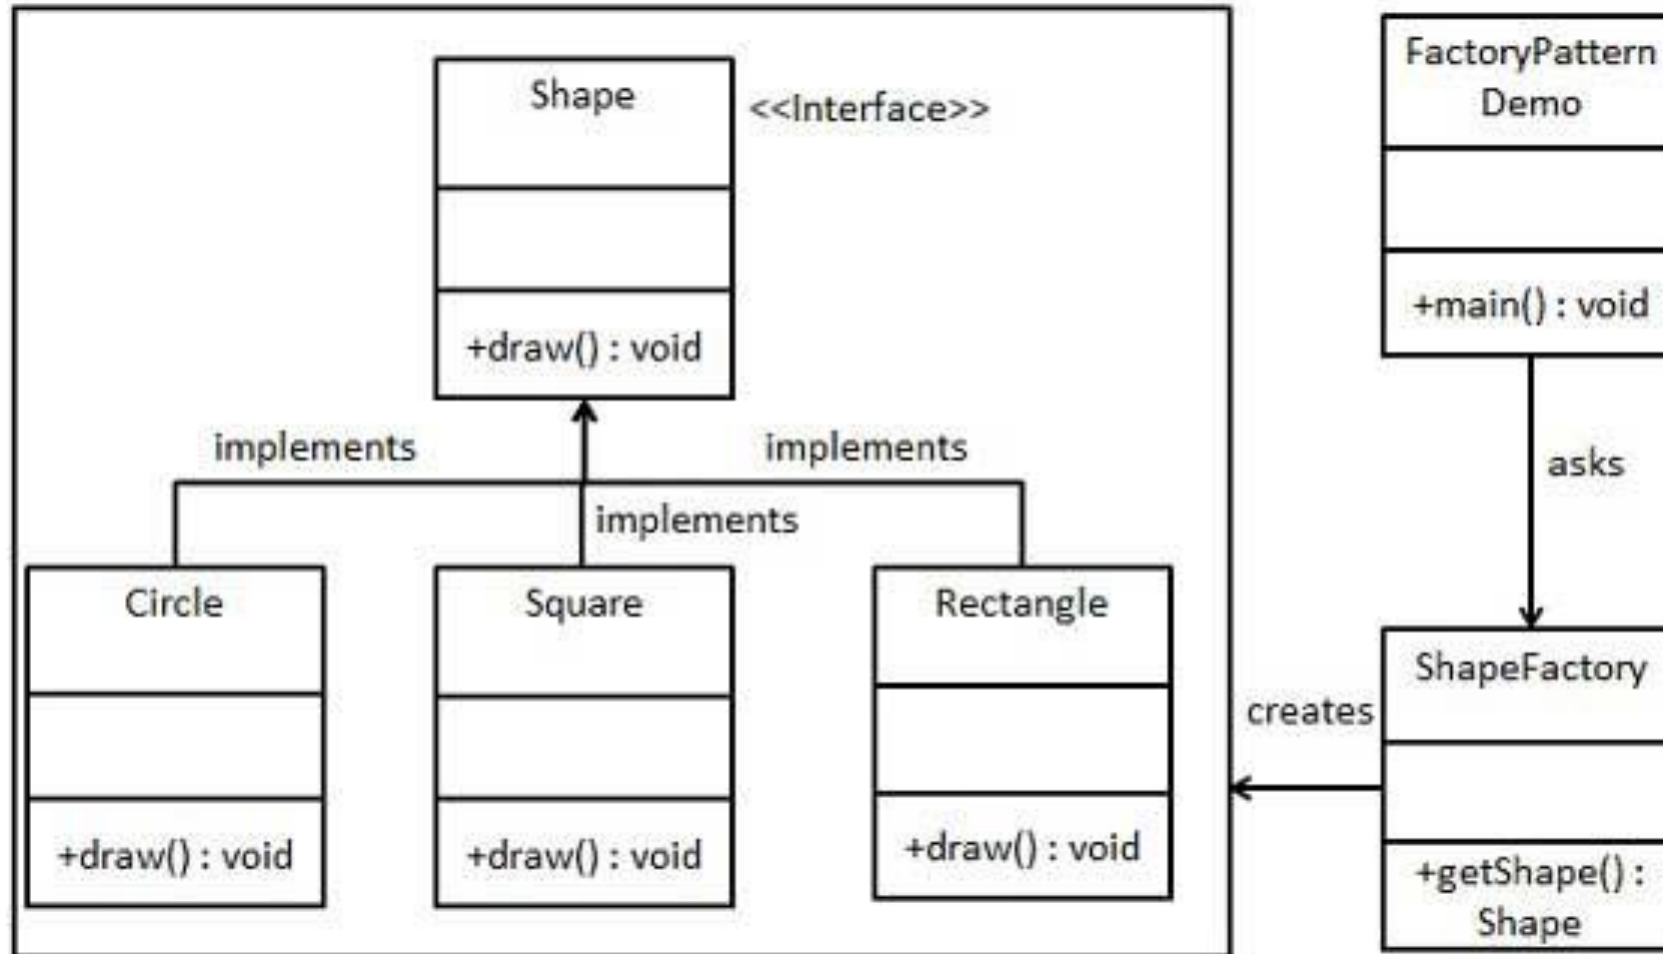 Shape
<<Interface>>
+draw() : void
implements
implements
implements
Circle
+draw() : void
Square
+draw() : void
Rectangle
+draw() : void
FactoryPattern
Demo
+main() : void
asks
creates
ShapeFactory
+getShape() :
Shape